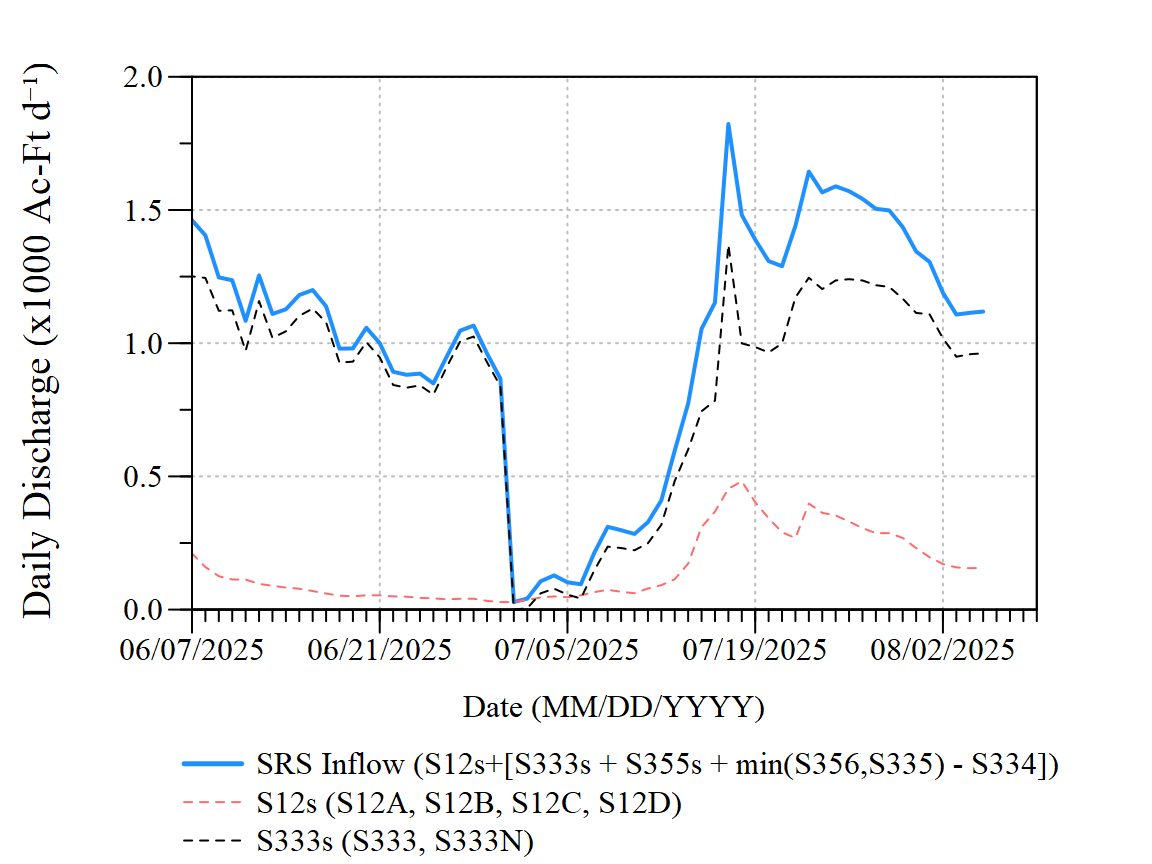 Daily Discharge (x1000 Ac-Ft d⁻¹)
2.0
1.5
1.0
0.5
0.0
06/07/2025 06/21/2025 07/05/2025 07/19/2025 08/02/2025
Date (MM/DD/YYYY)
SRS Inflow (S12s+[S333s + S355s + min(S356,S335) - S334])
S12s (S12A, S12B, S12C, S12D)
S333s (S333, S333N)